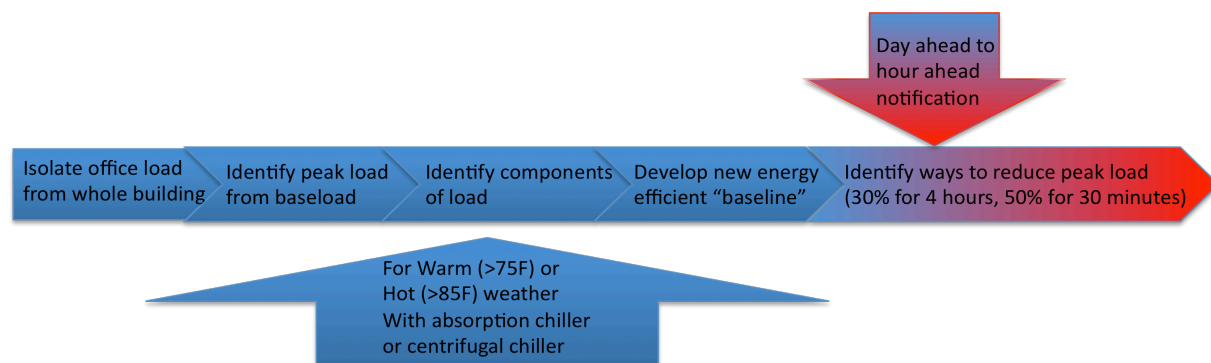 Day ahead to
hour ahead
notification
Isolate office load
from whole building
Identify peak load
from baseload
Identify components
of load
Develop new energy
efficient “baseline”
Identify ways to reduce peak load
(30% for 4 hours, 50% for 30 minutes)
For Warm (>75F) or
Hot (>85F) weather
With absorption chiller
or centrifugal chiller